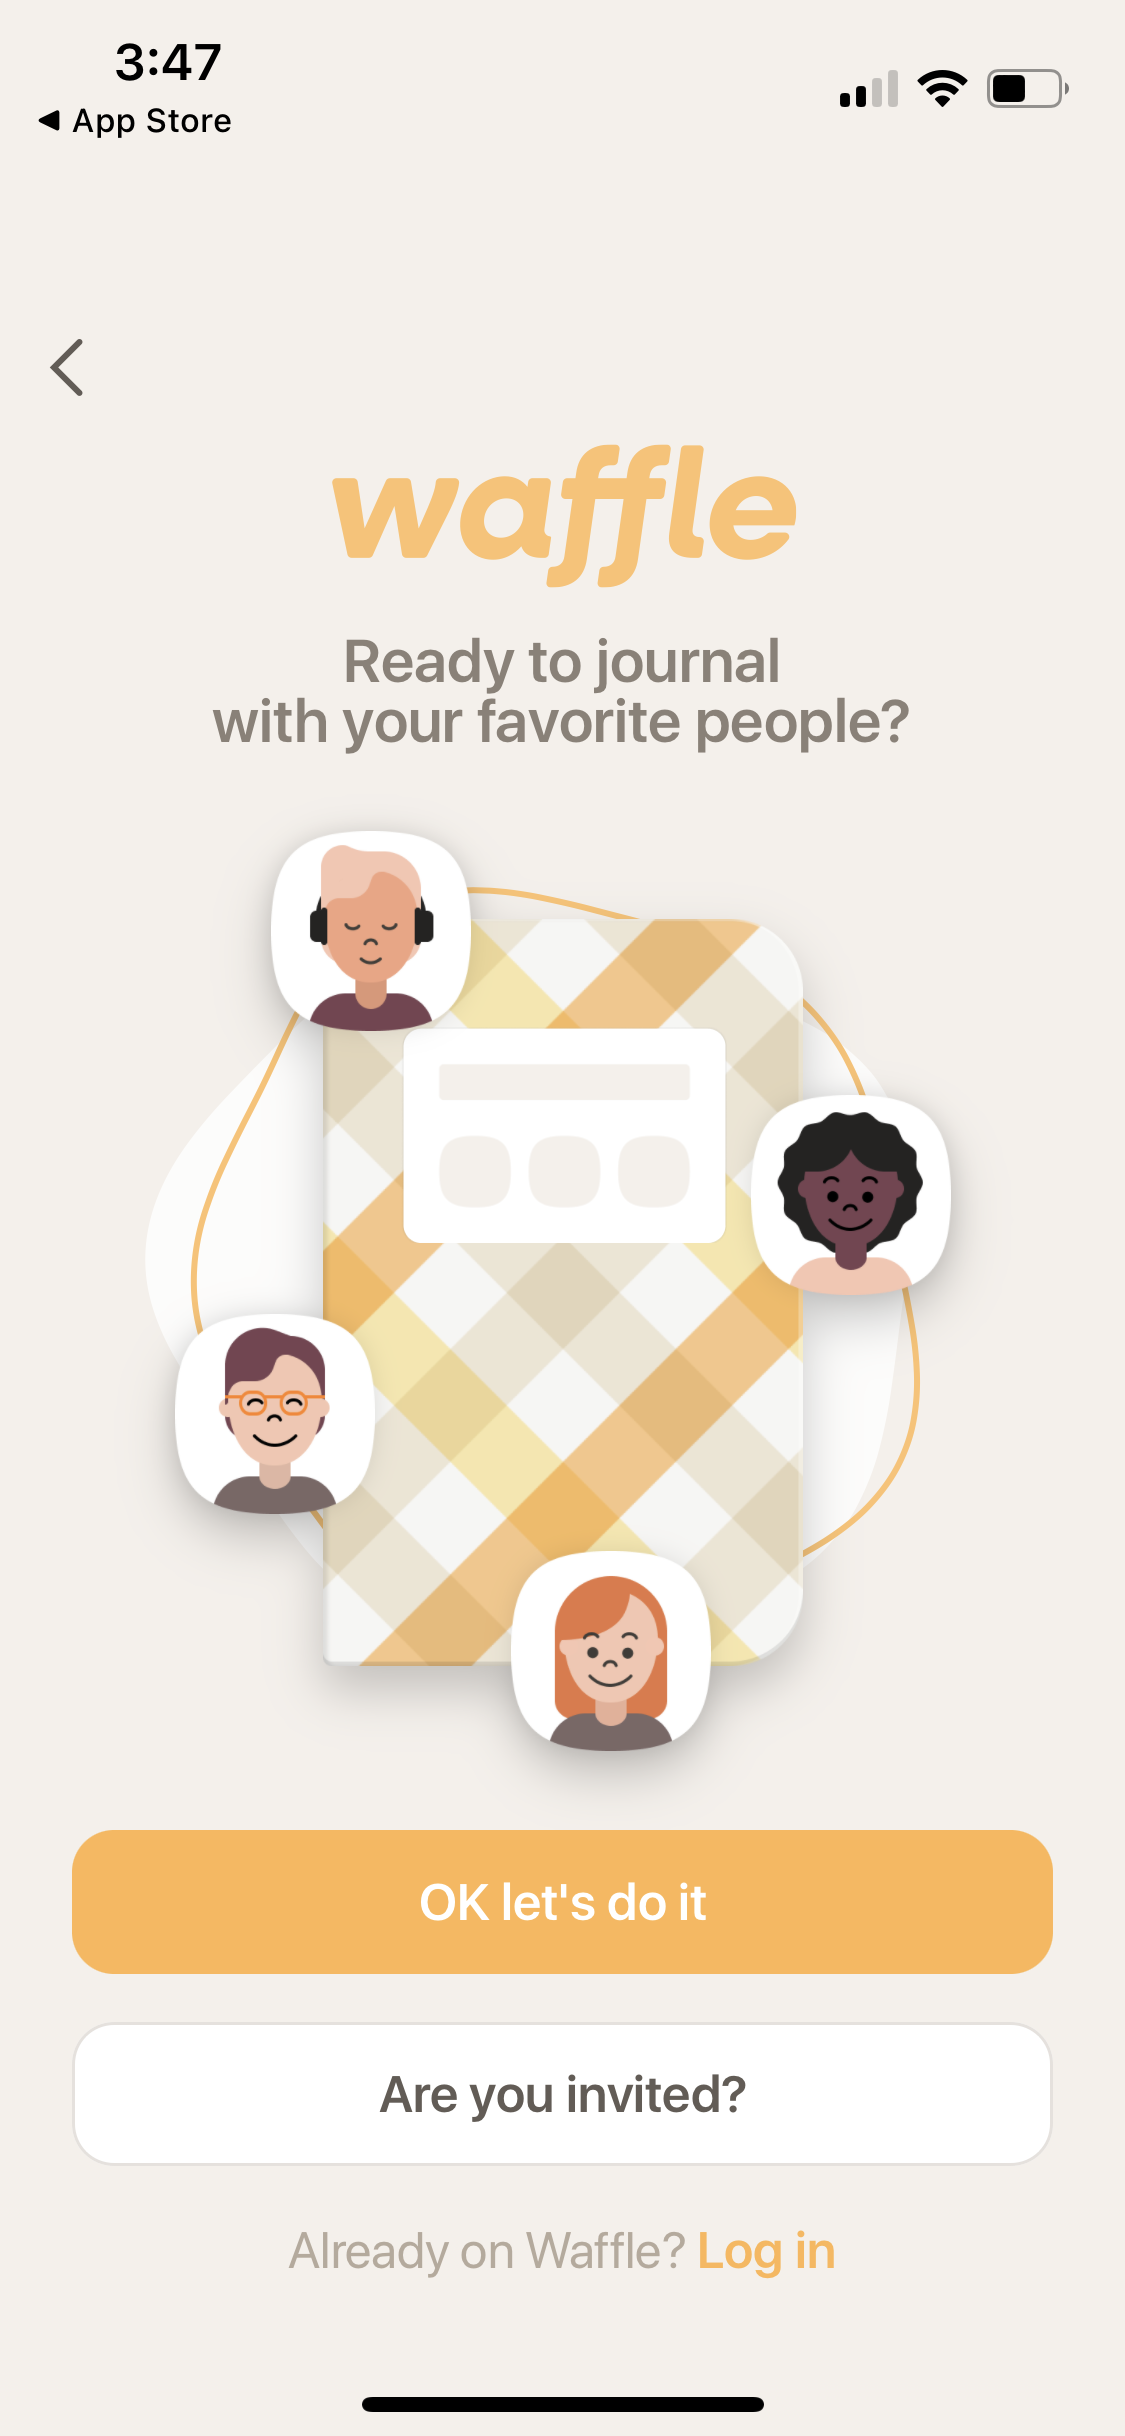 3:47
App Store
waffle
Ready to journal
with your favorite people?
OK let's do it
Are you invited?
Already on Waffle? Log in